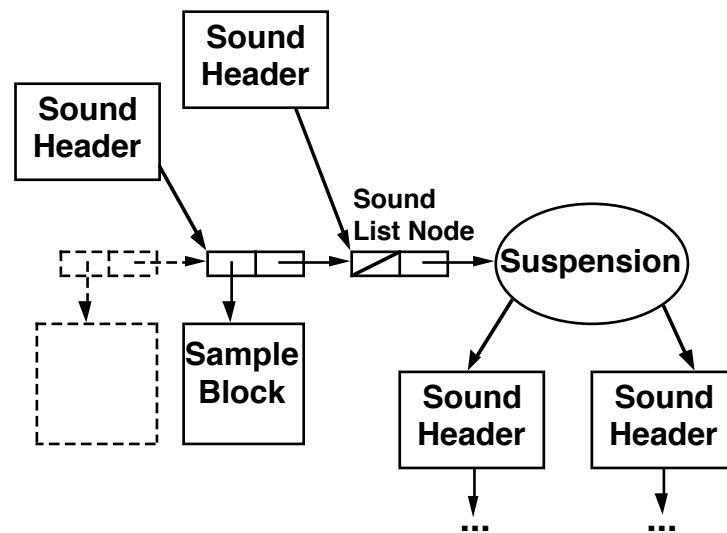 Sound
Header
Sound
Header
Sound
List Node
Suspension
Sample
Block
Sound
Header
Sound
Header
...
...